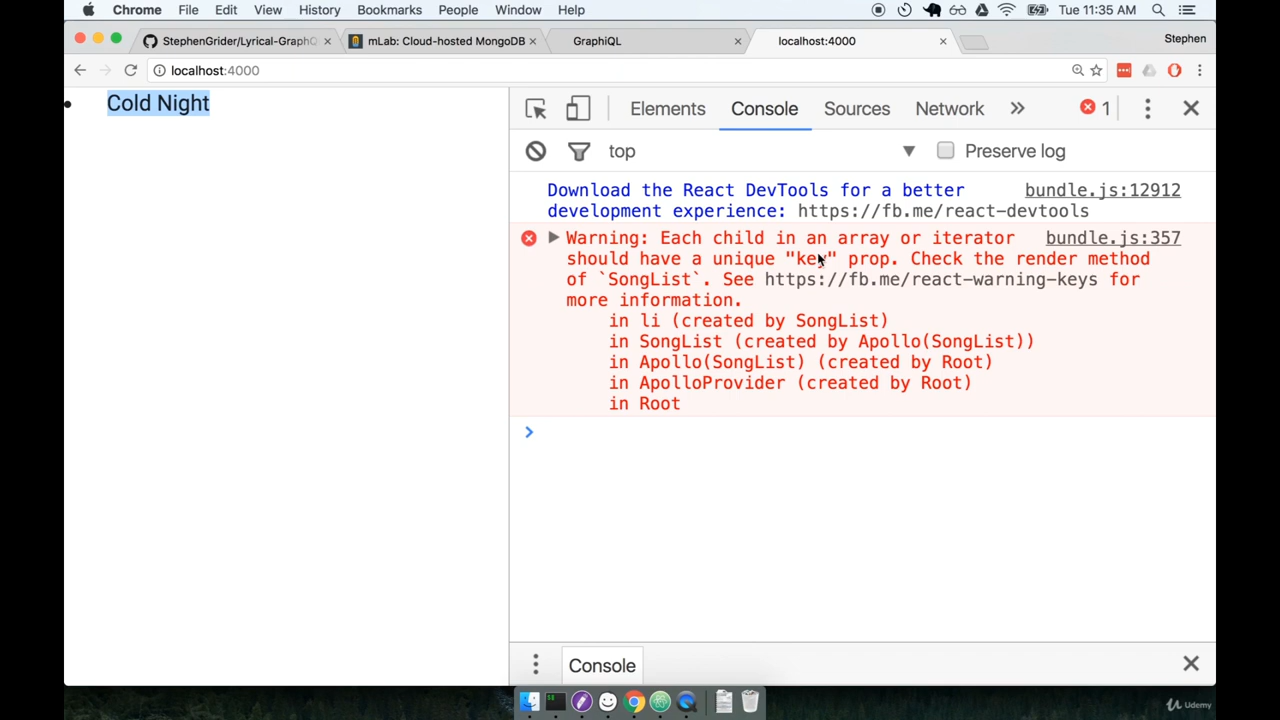 Chrome File Edit View History Bookmarks People Window Help Tue 11:35 AM
StephenGrider/Lyrical-GraphQ mLab: Cloud-hosted MongoDB GraphiQL localhost:4000 Stephen
localhost:4000
• Cold Night
Elements Console Sources Network » 1
top Preserve log
Download the React DevTools for a better bundle.js:12912
development experience: https://fb.me/react-devtools
Warning: Each child in an array or iterator bundle.js:357
should have a unique "key" prop. Check the render method
of `SongList`. See https://fb.me/react-warning-keys for
more information.
in li (created by SongList)
in SongList (created by Apollo(SongList))
in Apollo(SongList) (created by Root)
in ApolloProvider (created by Root)
in Root
Console
Udemy